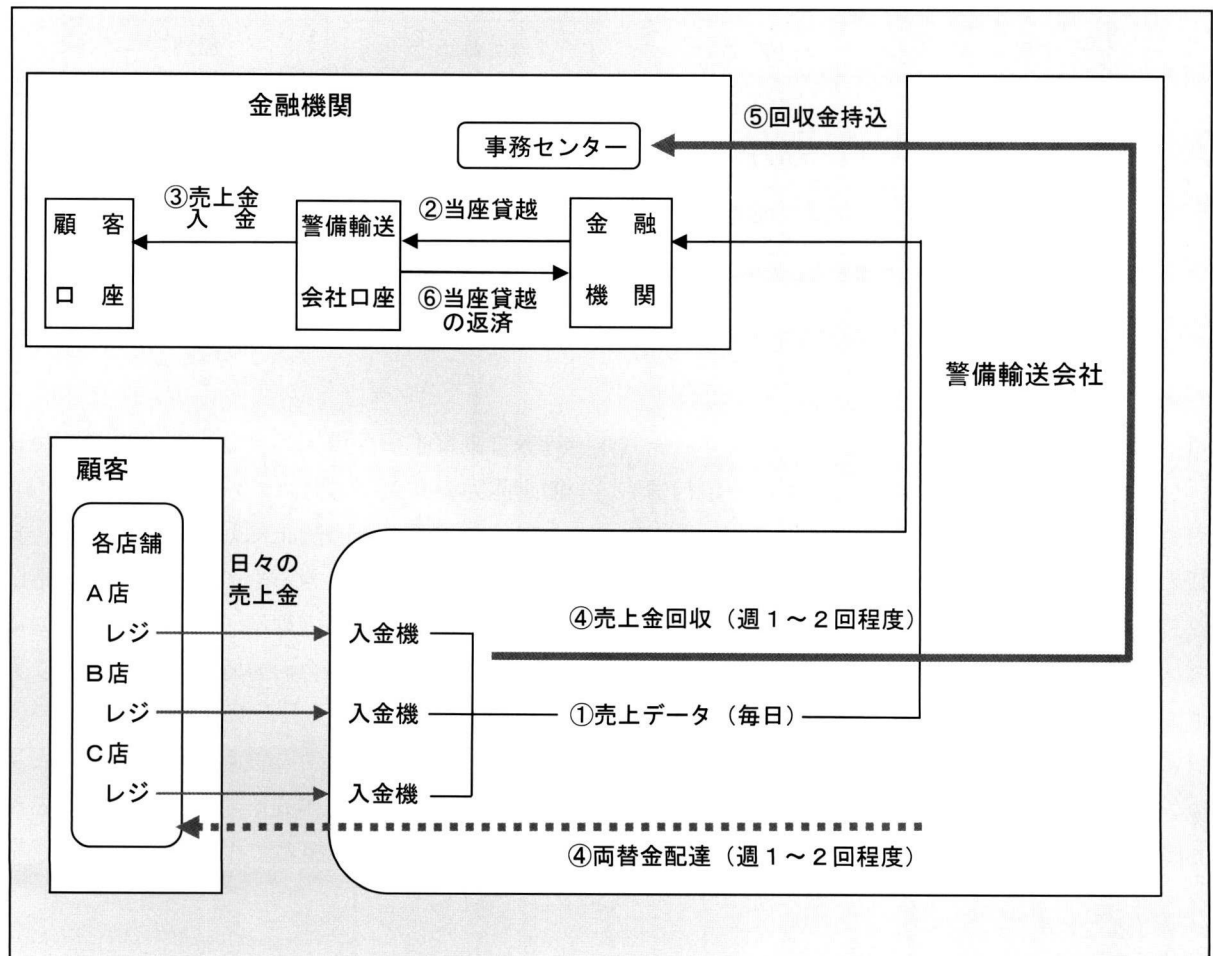 金融機関
事務センター
⑤回収金持込
③売上金
入　金
②当座貸越
顧　客
口　座
警備輸送
会社口座
金　融
機　関
⑥当座貸越
の返済
警備輸送会社
顧客
各店舗
日々の
売上金
A店
レジ
入金機
④売上金回収（週１～２回程度）
B店
レジ
入金機
①売上データ（毎日）
C店
レジ
入金機
④両替金配達（週１～２回程度）